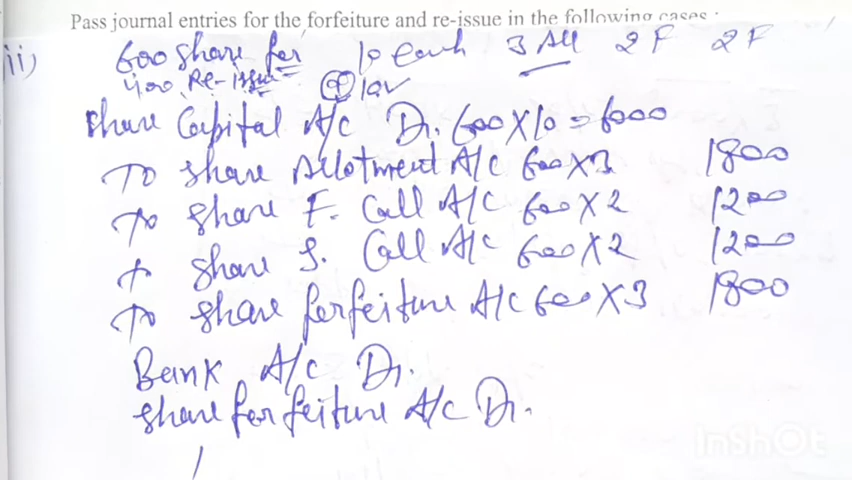 Pass journal entries for the forfeiture and re-issue in the following cases :
ii) 600 share for 10 each 3 All 2 F 2 F
400 Re-issue @
Share Capital A/c Dr. 600 X 10 = 6000
To share Allotment A/c 600 X 3 1800
To share F. Call A/c 600 X 2 1200
To share S. Call A/c 600 X 2 1200
To share forfeiture A/c 600 X 3 1800
Bank A/c Dr.
Share forfeiture A/c Dr.
InShOt